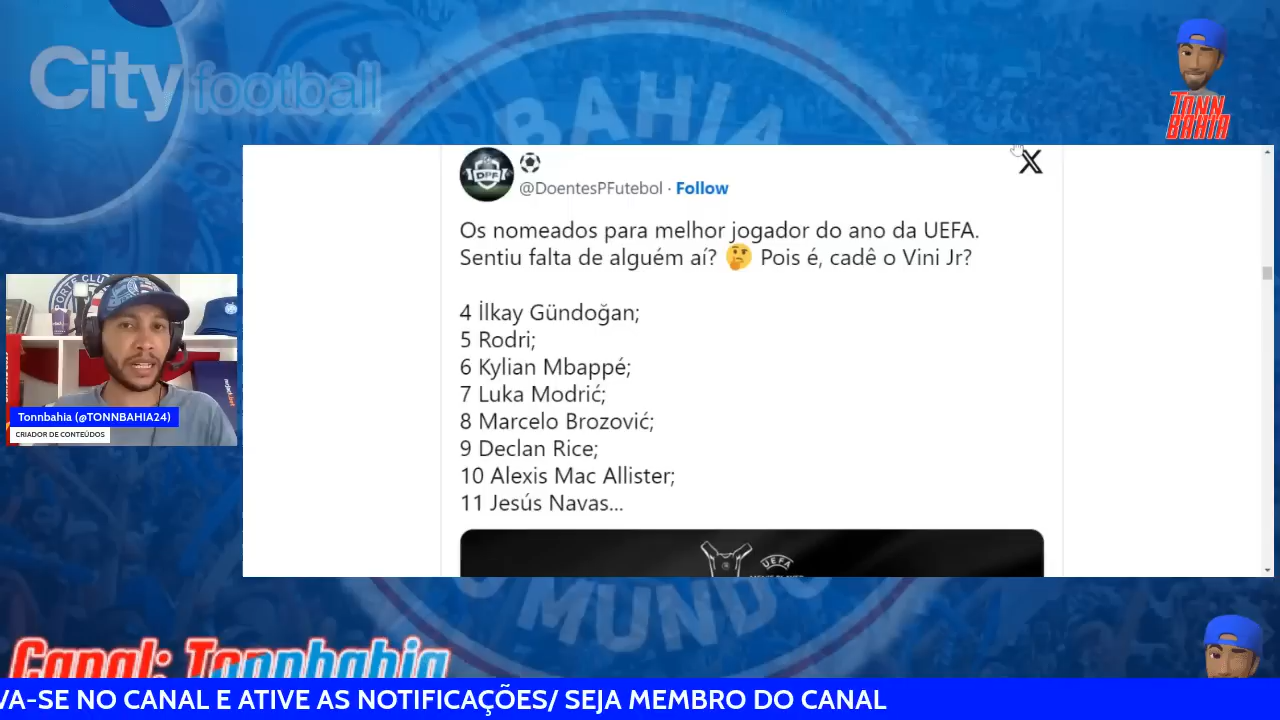 City football
BAHIA
TONN
BAHIA
DPF
@DoentesPFutebol · Follow
Os nomeados para melhor jogador do ano da UEFA.
Sentiu falta de alguém aí? 🤔 Pois é, cadê o Vini Jr?
4 İlkay Gündoğan;
5 Rodri;
6 Kylian Mbappé;
7 Luka Modrić;
8 Marcelo Brozović;
9 Declan Rice;
10 Alexis Mac Allister;
11 Jesús Navas...
UEFA
Tonnbahia (@TONNBAHIA24)
CRIADOR DE CONTEÚDOS
O MUNDO
Canal: Tonnbahia
VA-SE NO CANAL E ATIVE AS NOTIFICAÇÕES/ SEJA MEMBRO DO CANAL